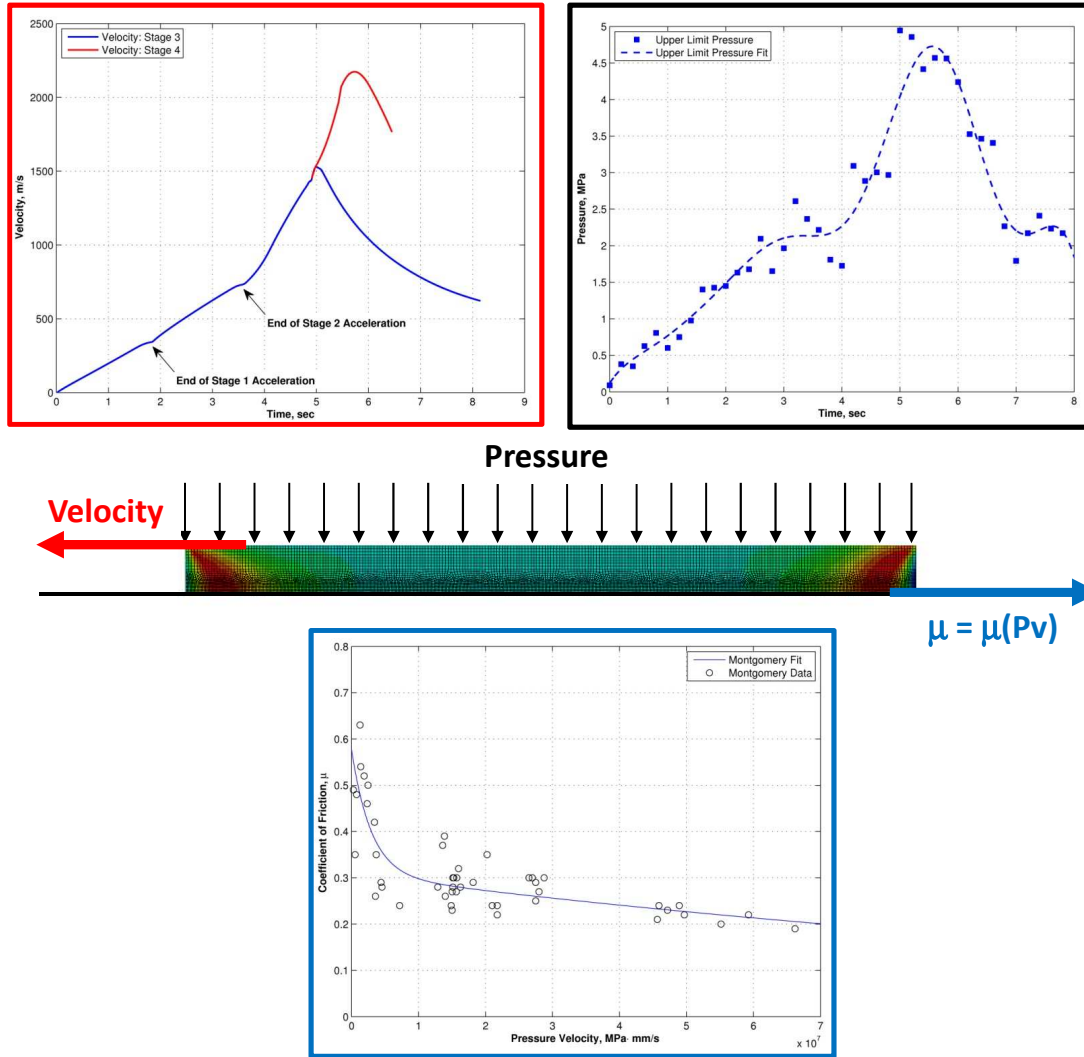 2500
2000
1500
1000
500
0
Velocity, m/s
Velocity: Stage 3
Velocity: Stage 4
End of Stage 2 Acceleration
End of Stage 1 Acceleration
0 1 2 3 4 5 6 7 8 9
Time, sec
5
4.5
4
3.5
3
2.5
2
1.5
1
0.5
0
Pressure, MPa
Upper Limit Pressure
Upper Limit Pressure Fit
0 1 2 3 4 5 6 7 8
Time, sec
Pressure
Velocity
μ = μ(Pv)
0.8
0.7
0.6
0.5
0.4
0.3
0.2
0.1
0
Coefficient of Friction, μ
Montgomery Fit
Montgomery Data
0 1 2 3 4 5 6 7
Pressure Velocity, MPa· mm/s
x 10⁷